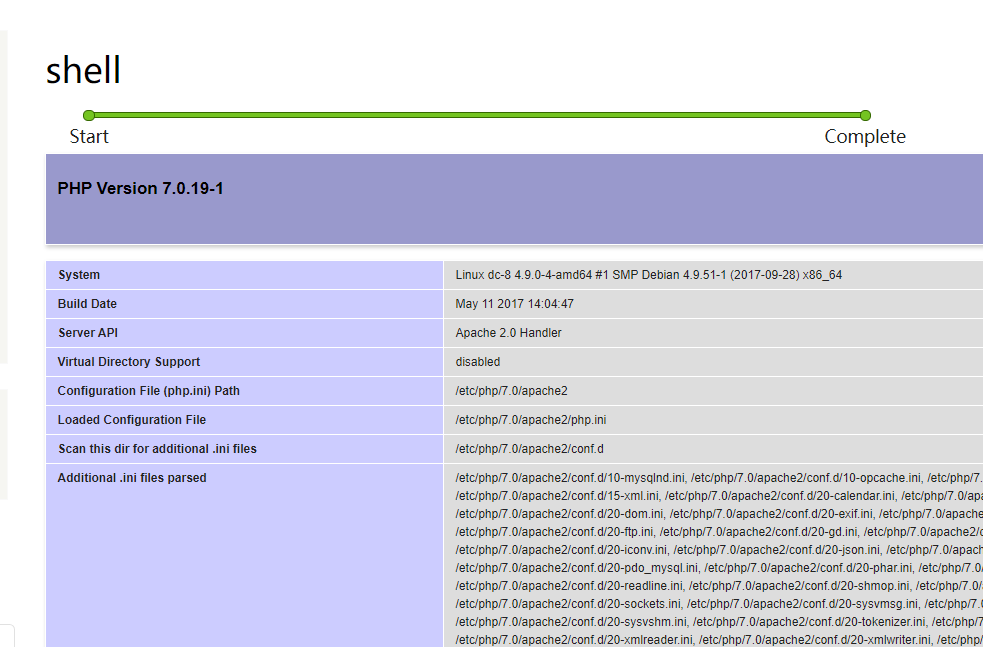 shell
Start Complete
PHP Version 7.0.19-1
System Linux dc-8 4.9.0-4-amd64 #1 SMP Debian 4.9.51-1 (2017-09-28) x86_64
Build Date May 11 2017 14:04:47
Server API Apache 2.0 Handler
Virtual Directory Support disabled
Configuration File (php.ini) Path /etc/php/7.0/apache2
Loaded Configuration File /etc/php/7.0/apache2/php.ini
Scan this dir for additional .ini files /etc/php/7.0/apache2/conf.d
Additional .ini files parsed /etc/php/7.0/apache2/conf.d/10-mysqlnd.ini, /etc/php/7.0/apache2/conf.d/10-opcache.ini, /etc/php/7.
/etc/php/7.0/apache2/conf.d/15-xml.ini, /etc/php/7.0/apache2/conf.d/20-calendar.ini, /etc/php/7.0/apa
/etc/php/7.0/apache2/conf.d/20-dom.ini, /etc/php/7.0/apache2/conf.d/20-exif.ini, /etc/php/7.0/apache
/etc/php/7.0/apache2/conf.d/20-ftp.ini, /etc/php/7.0/apache2/conf.d/20-gd.ini, /etc/php/7.0/apache2/c
/etc/php/7.0/apache2/conf.d/20-iconv.ini, /etc/php/7.0/apache2/conf.d/20-json.ini, /etc/php/7.0/apach
/etc/php/7.0/apache2/conf.d/20-pdo_mysql.ini, /etc/php/7.0/apache2/conf.d/20-phar.ini, /etc/php/7.0/
/etc/php/7.0/apache2/conf.d/20-readline.ini, /etc/php/7.0/apache2/conf.d/20-shmop.ini, /etc/php/7.0/
/etc/php/7.0/apache2/conf.d/20-sockets.ini, /etc/php/7.0/apache2/conf.d/20-sysvmsg.ini, /etc/php/7.0
/etc/php/7.0/apache2/conf.d/20-sysvshm.ini, /etc/php/7.0/apache2/conf.d/20-tokenizer.ini, /etc/php/7
/etc/php/7.0/apache2/conf.d/20-xmlreader.ini, /etc/php/7.0/apache2/conf.d/20-xmlwriter.ini, /etc/php/